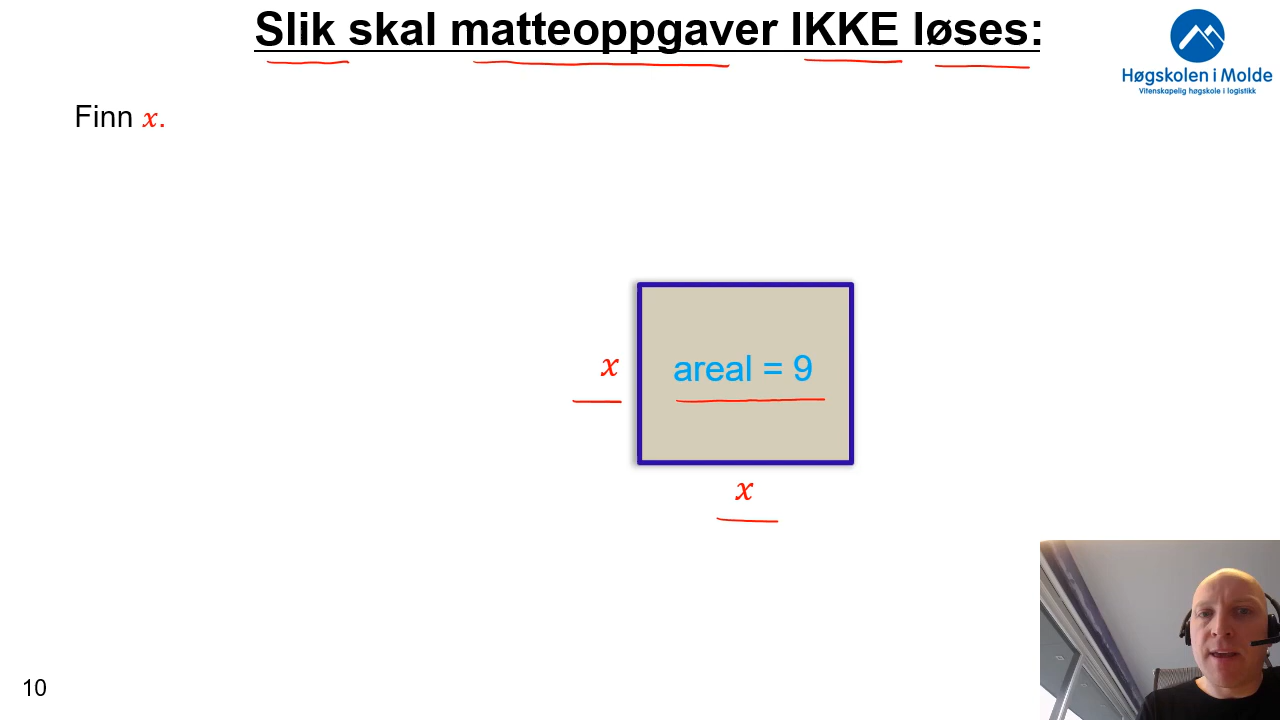 Slik skal matteoppgaver IKKE løses:
Høgskolen i Molde
Vitenskapelig høgskole i logistikk
Finn x.
x
areal = 9
x
10